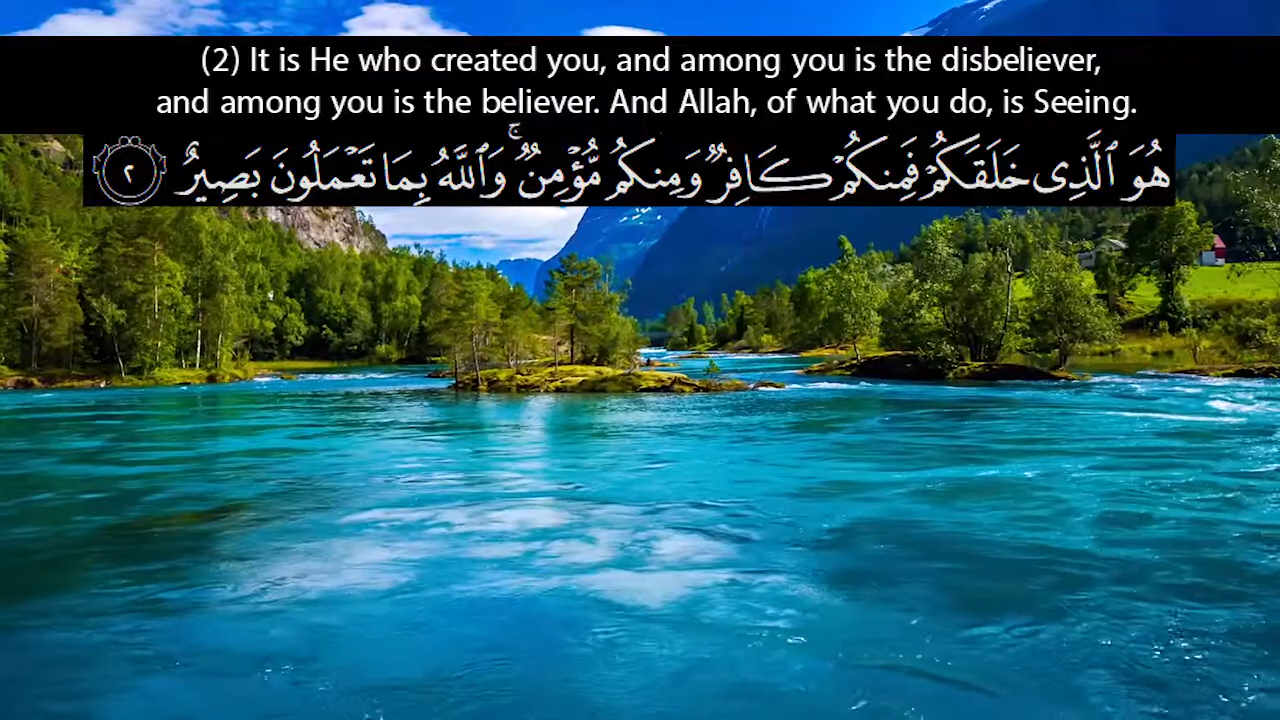 (2) It is He who created you, and among you is the disbeliever,
and among you is the believer. And Allah, of what you do, is Seeing.
هُوَ ٱلَّذِى خَلَقَكُمْ فَمِنكُمْ كَافِرٌ وَمِنكُم مُّؤْمِنٌ ۚ وَٱللَّهُ بِمَا تَعْمَلُونَ بَصِيرٌ ٢